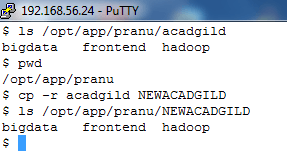 192.168.56.24 - PuTTY
$ ls /opt/app/pranu/acadgild
bigdata   frontend  hadoop
$ pwd
/opt/app/pranu
$ cp -r acadgild NEWACADGILD
$ ls /opt/app/pranu/NEWACADGILD
bigdata   frontend  hadoop
$